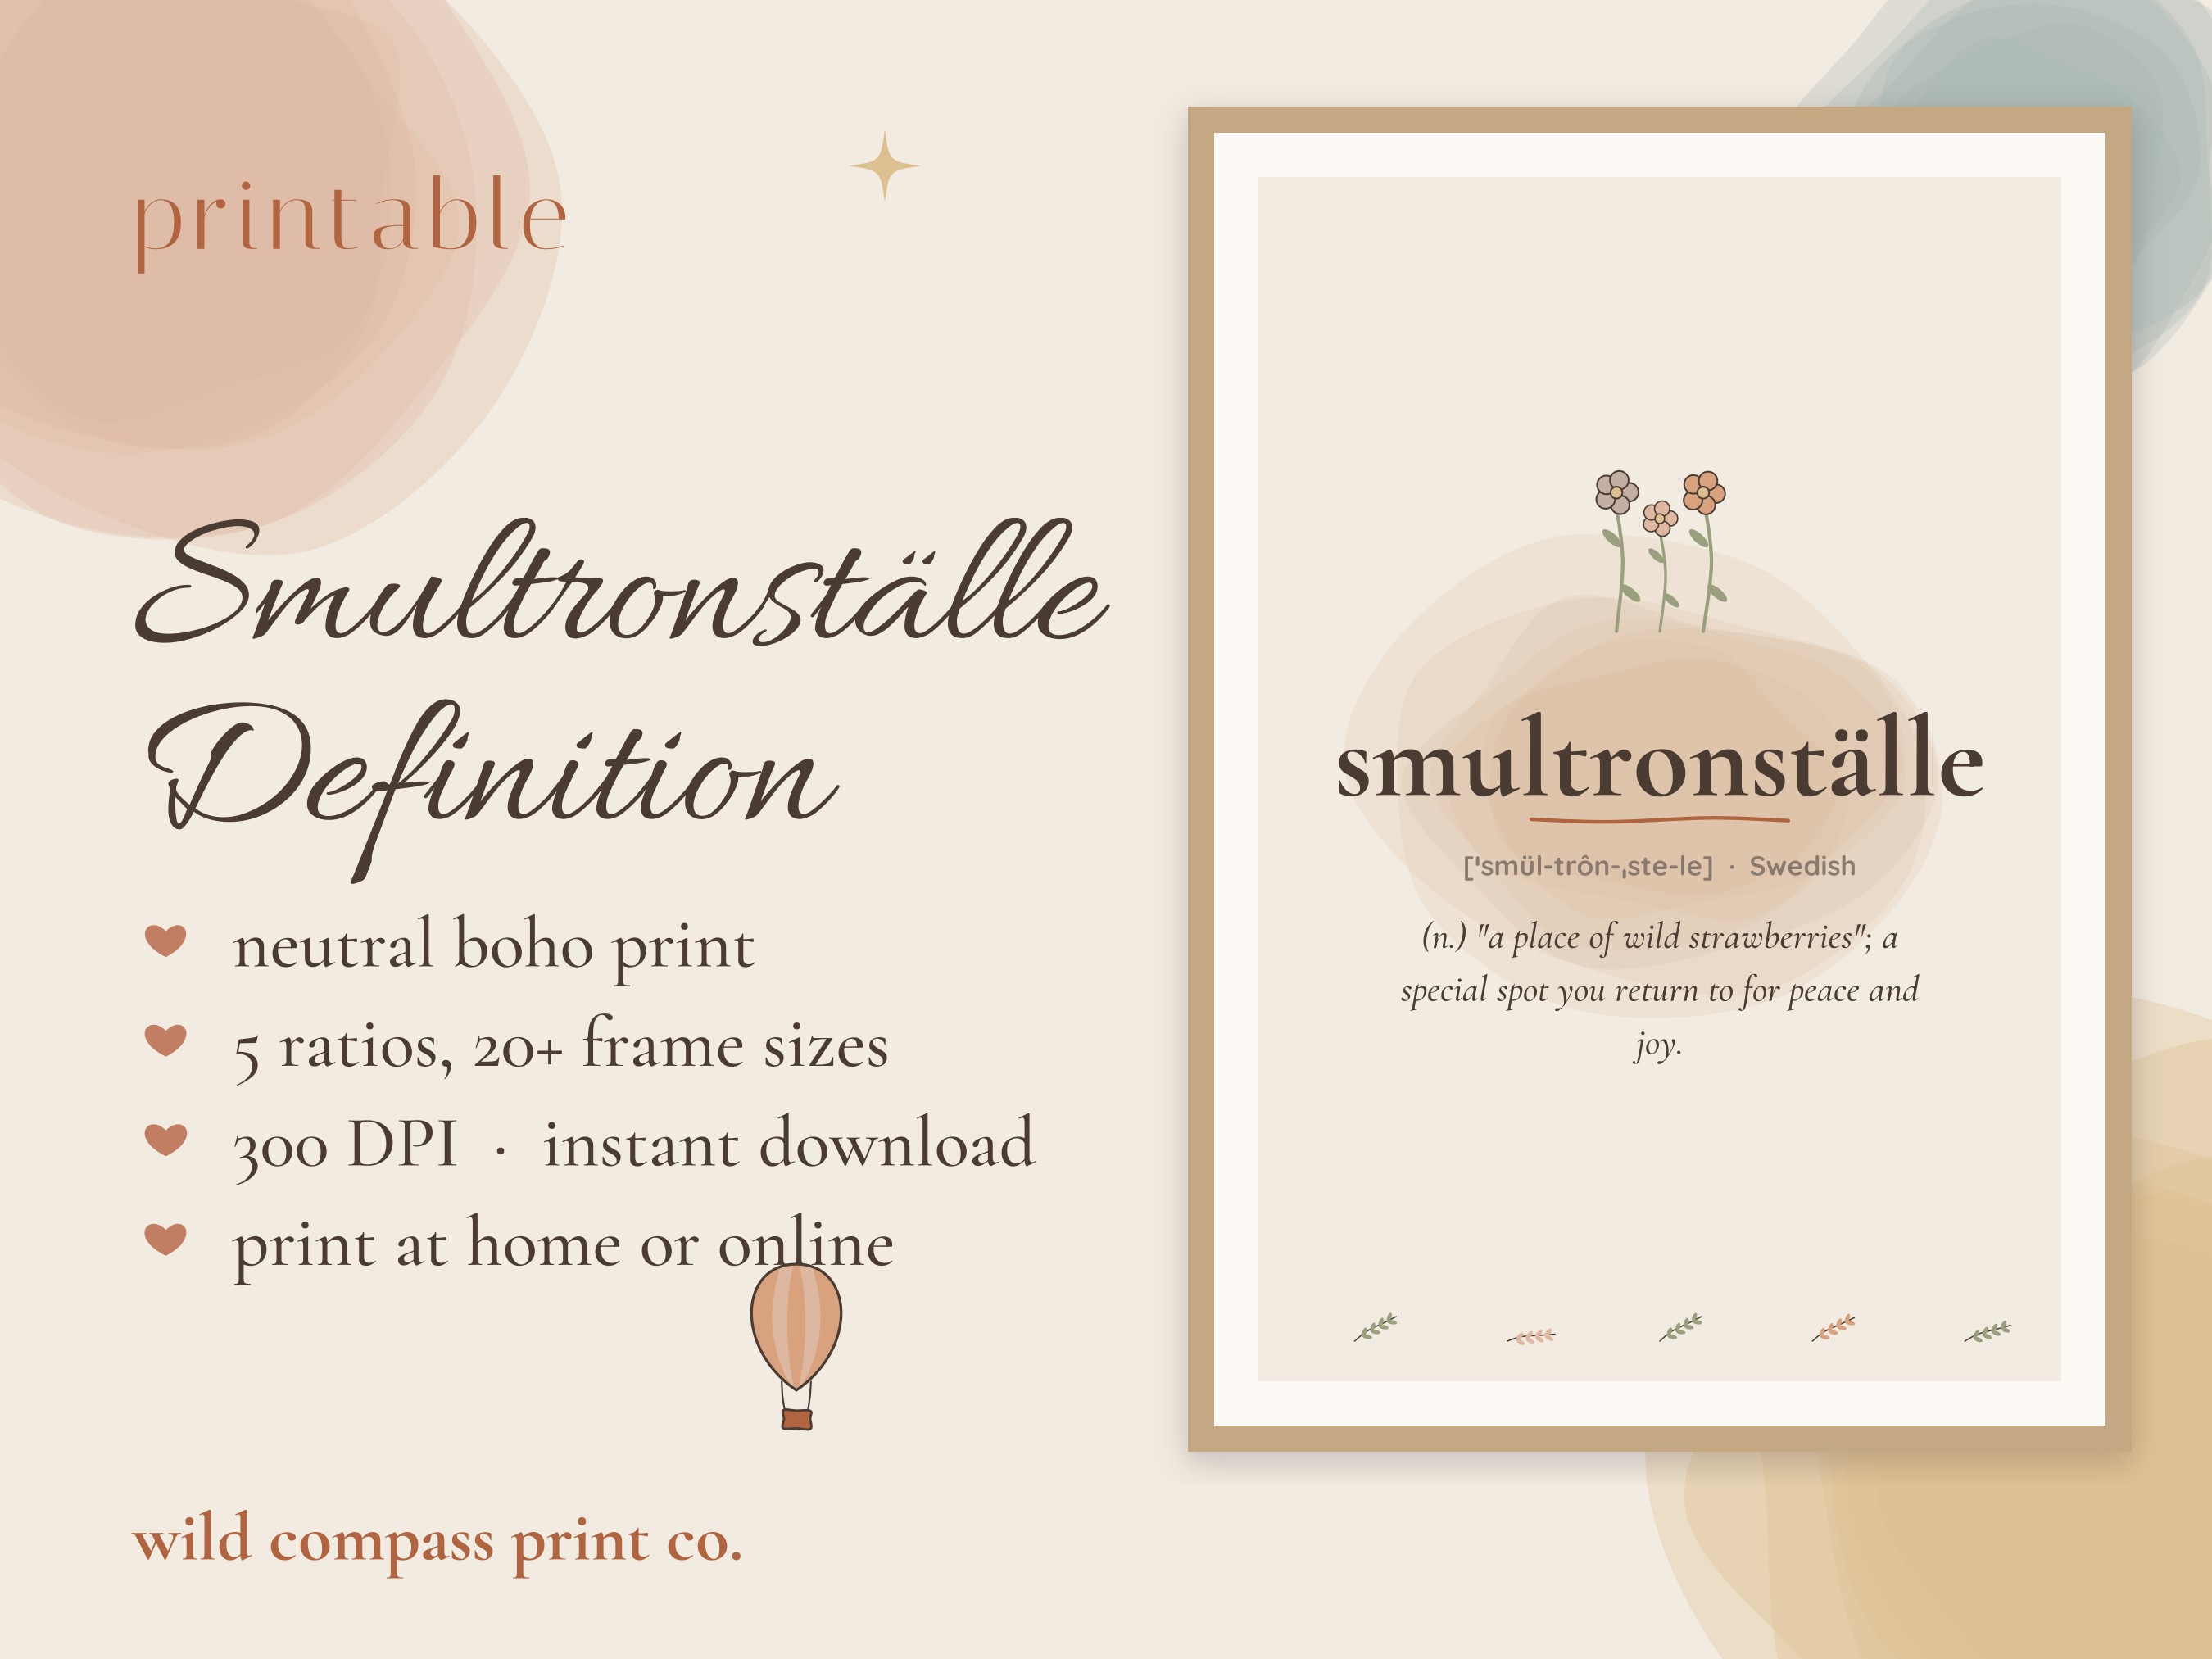 printable
Smultronställe
Definition
neutral boho print
5 ratios, 20+ frame sizes
300 DPI · instant download
print at home or online
wild compass print co.
smultronställe
[ˈsmül-trôn-ˌste-le] · Swedish
(n.) "a place of wild strawberries"; a
special spot you return to for peace and
joy.